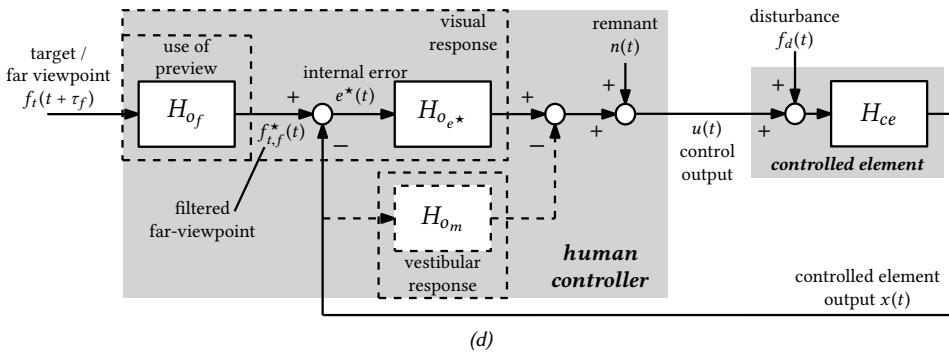 target /
far viewpoint
f_t(t + τ_f)
use of
preview
H_{o_f}
visual
response
internal error
e^⋆(t)
+
−
f^⋆_{t,f}(t)
filtered
far-viewpoint
H_{o_{e^⋆}}
+
−
H_{o_m}
vestibular
response
remnant
n(t)
+
+
human
controller
u(t)
control
output
disturbance
f_d(t)
+
+
H_{ce}
controlled element
controlled element
output x(t)
(d)